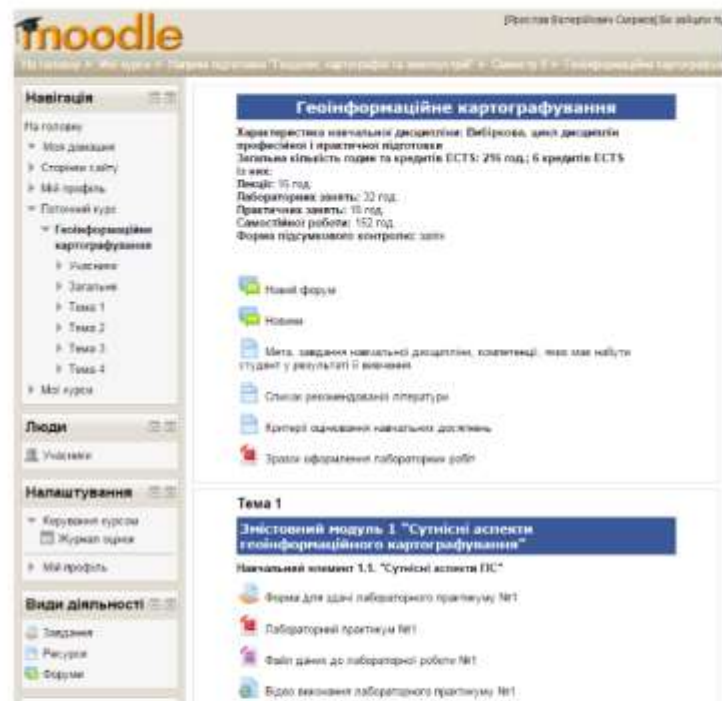 moodle
Навігація
На головну
Моя домашня
Сторінки сайту
Мій профіль
Поточний курс
Геоінформаційне
картографування
Учасники
Загальне
Тема 1
Тема 2
Тема 3
Тема 4
Мої курси
Люди
Учасники
Налаштування
Керування курсом
Журнал оцінок
Мій профіль
Види діяльності
Завдання
Ресурси
Форуми
Геоінформаційне картографування
Характеристика навчальної дисципліни: Вибіркова, цикл дисциплін
професійної і практичної підготовки
Загальна кількість годин та кредитів ECTS: 216 год.; 6 кредитів ECTS
Із них:
Лекції: 16 год.
Лабораторних занять: 32 год.
Практичних занять: 16 год.
Самостійної роботи: 152 год.
Форма підсумкового контролю: залік
Новий форум
Новини
Мета, завдання навчальної дисципліни, компетенції, яких має набути
студент у результаті її вивчення
Список рекомендованої літератури
Критерії оцінювання навчальних досягнень
Зразок оформлення лабораторних робіт
Тема 1
Змістовний модуль 1 "Сутнісні аспекти
геоінформаційного картографування"
Навчальний елемент 1.1. "Сутнісні аспекти ГІС"
Форма для здачі лабораторного практикуму №1
Лабораторний практикум №1
Файл даних до лабораторної роботи №1
Відео виконання лабораторного практикуму №1